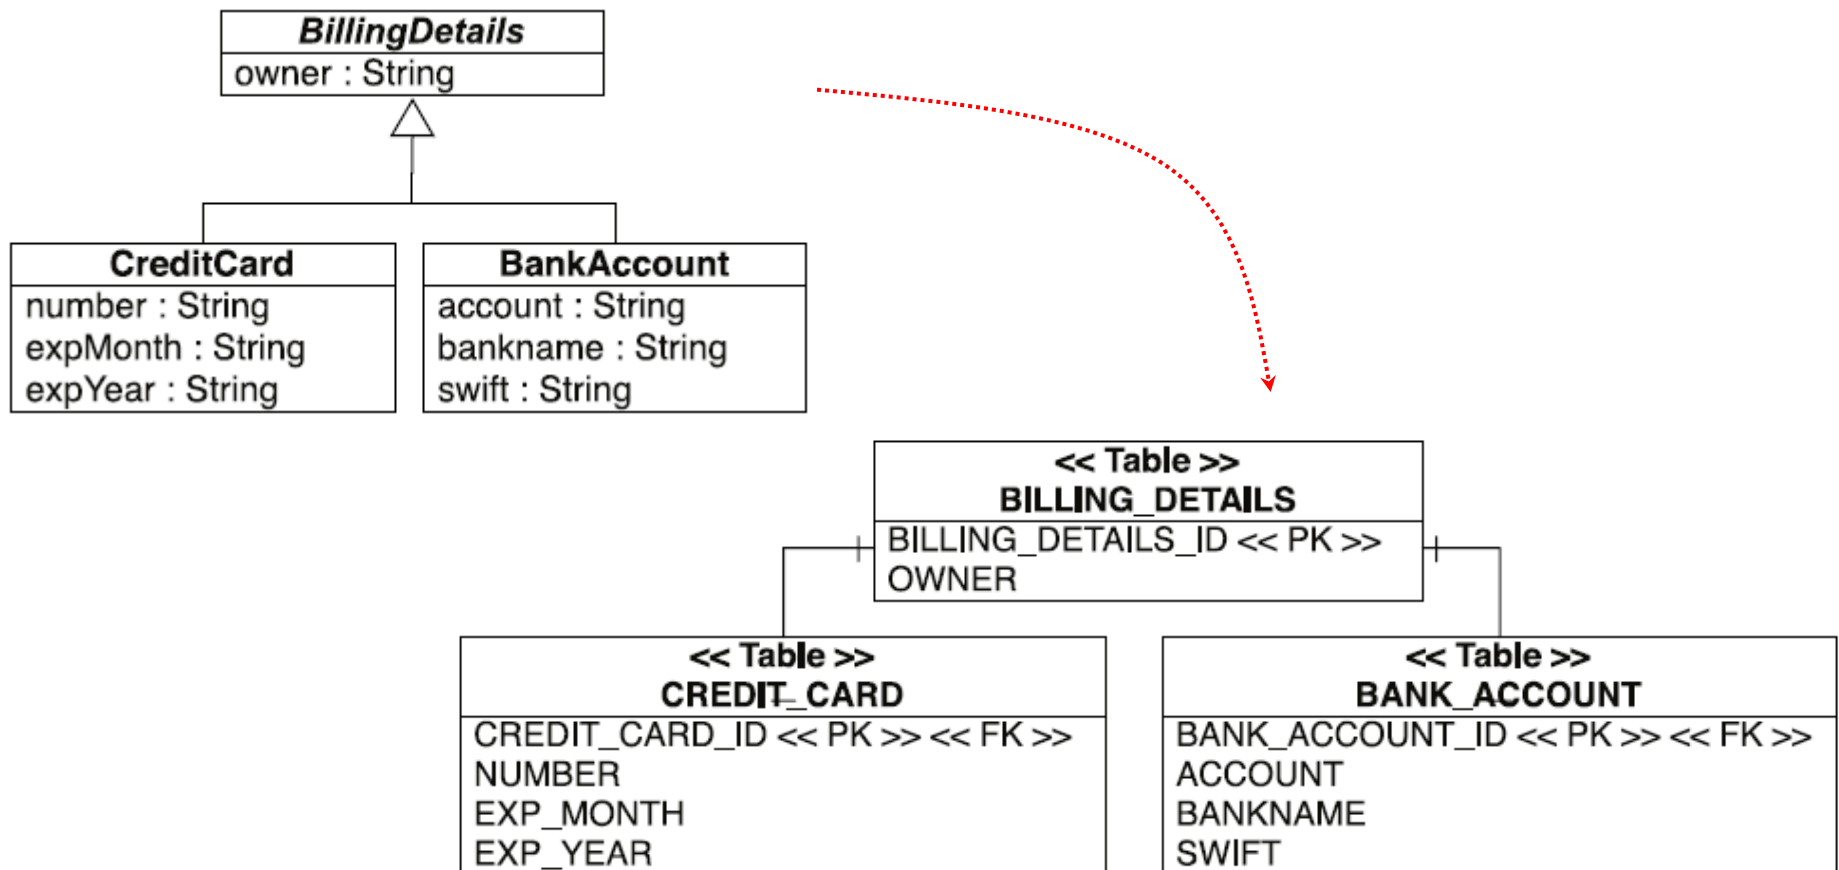 BillingDetails
owner : String
CreditCard
number : String
expMonth : String
expYear : String
BankAccount
account : String
bankname : String
swift : String
<< Table >>
BILLING_DETAILS
BILLING_DETAILS_ID << PK >>
OWNER
<< Table >>
CREDIT_CARD
CREDIT_CARD_ID << PK >> << FK >>
NUMBER
EXP_MONTH
EXP_YEAR
<< Table >>
BANK_ACCOUNT
BANK_ACCOUNT_ID << PK >> << FK >>
ACCOUNT
BANKNAME
SWIFT